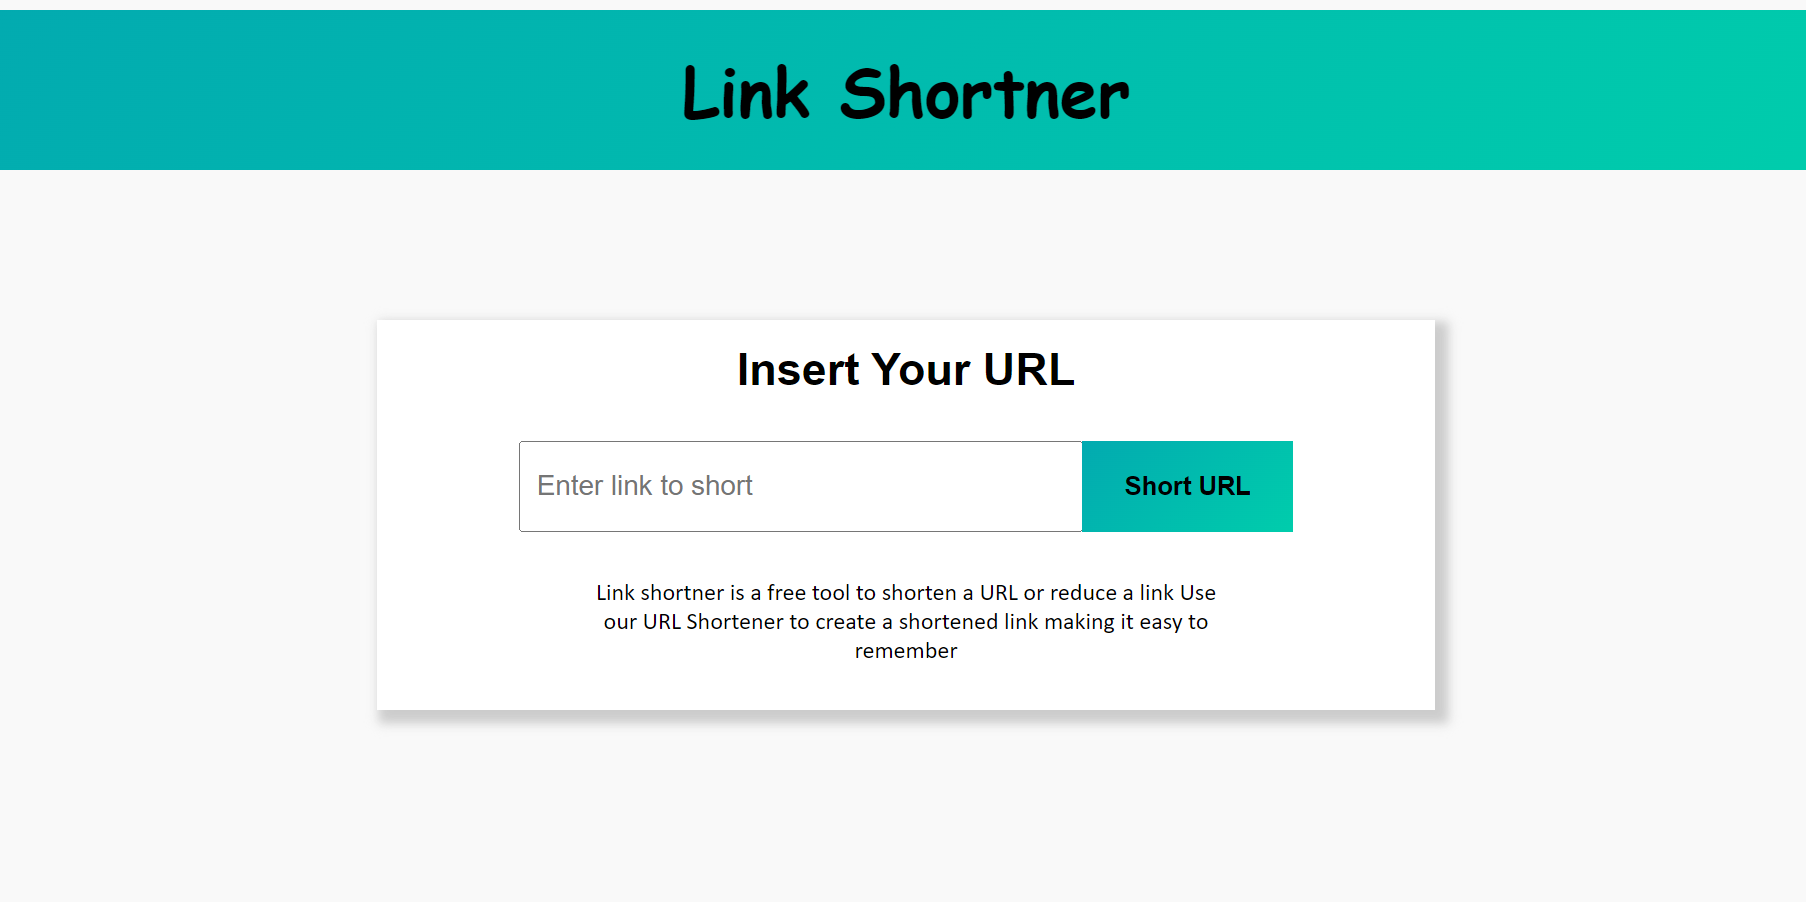 Link Shortner
Insert Your URL
Enter link to short
Short URL
Link shortner is a free tool to shorten a URL or reduce a link Use
our URL Shortener to create a shortened link making it easy to
remember